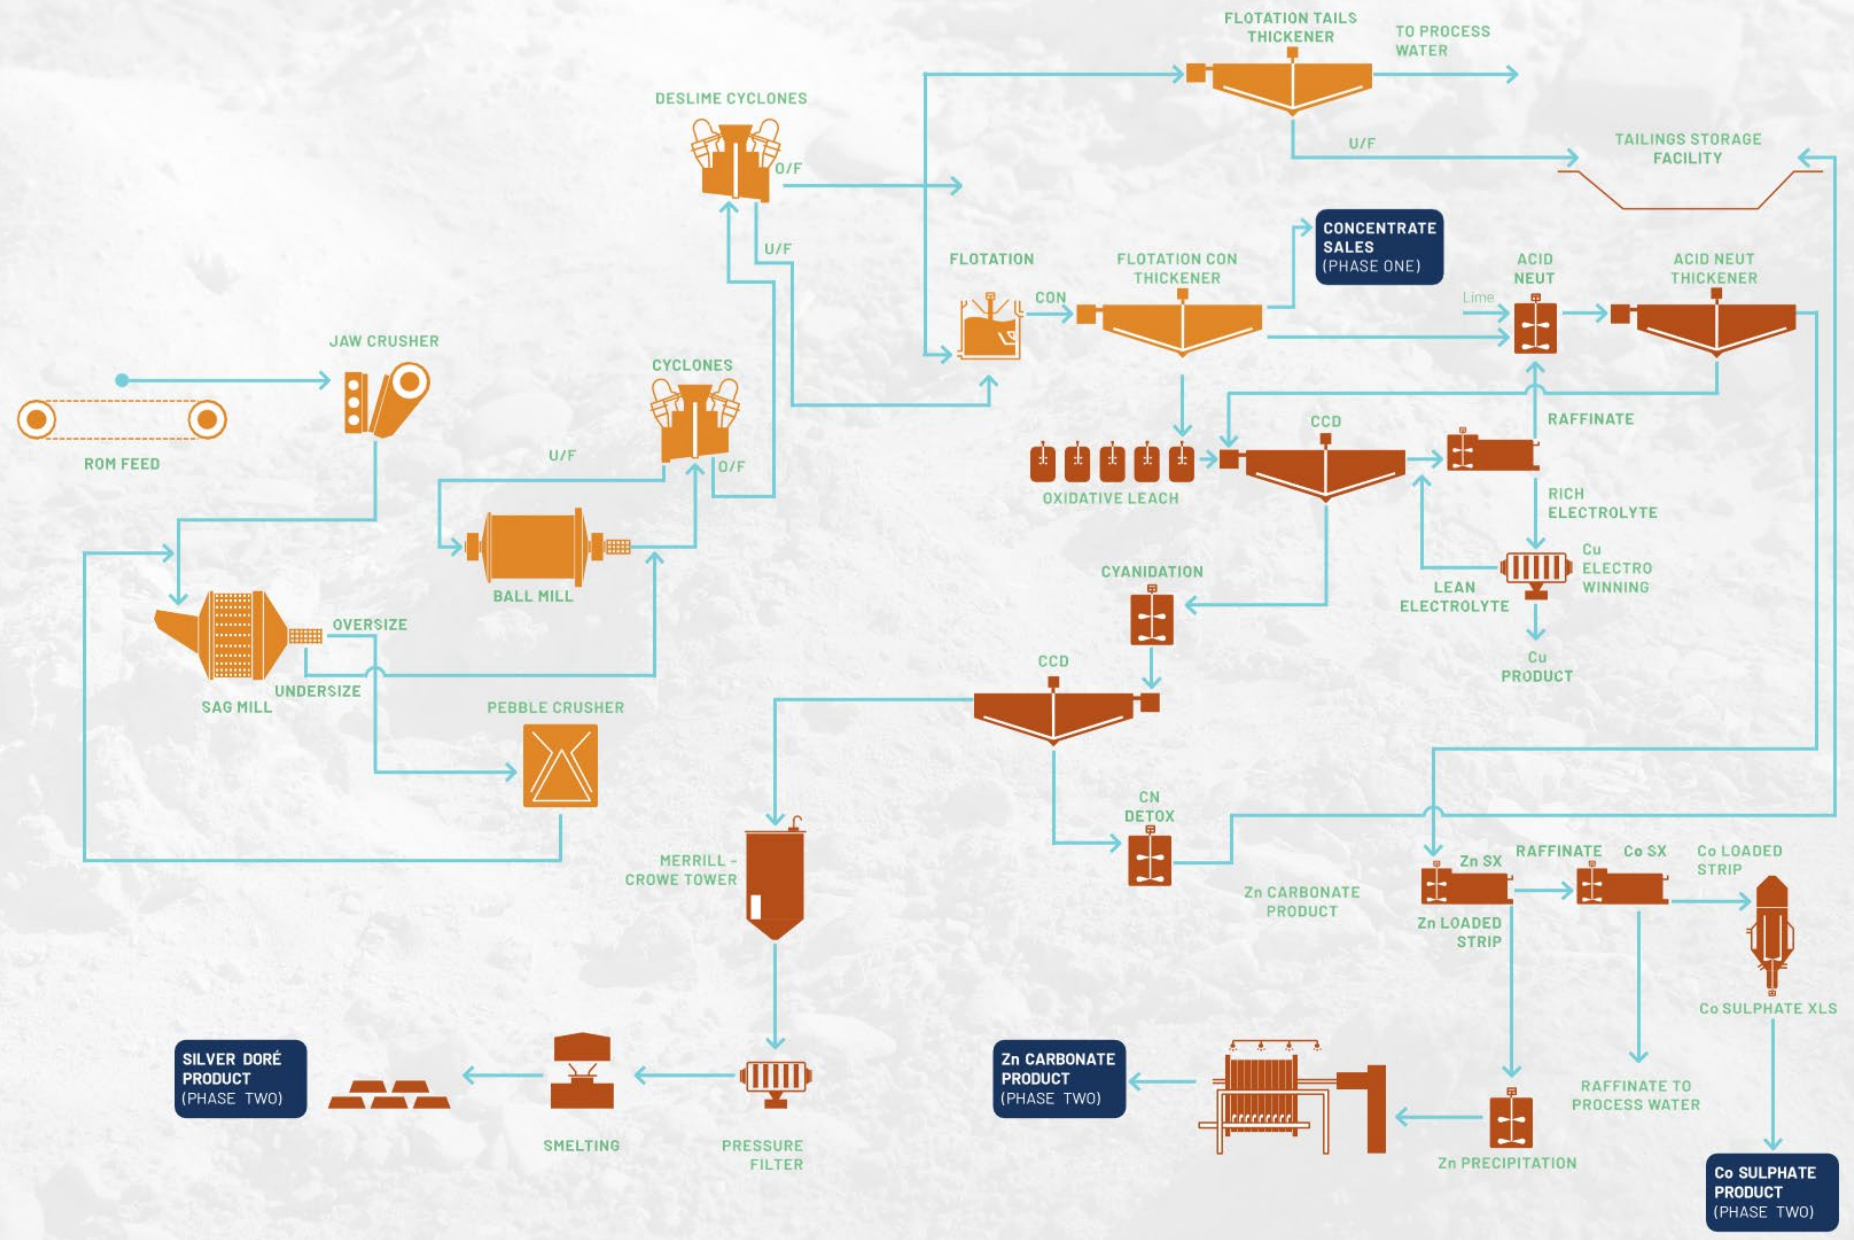 FLOTATION TAILS
THICKENER
TO PROCESS
WATER
DESLIME CYCLONES
O/F
U/F
U/F
TAILINGS STORAGE
FACILITY
CONCENTRATE
SALES
(PHASE ONE)
FLOTATION
CON
FLOTATION CON
THICKENER
ACID
NEUT
Lime
ACID NEUT
THICKENER
JAW CRUSHER
CYCLONES
ROM FEED
U/F
O/F
BALL MILL
OVERSIZE
UNDERSIZE
SAG MILL
PEBBLE CRUSHER
OXIDATIVE LEACH
CCD
RAFFINATE
RICH
ELECTROLYTE
Cu
ELECTRO
WINNING
LEAN
ELECTROLYTE
Cu
PRODUCT
CYANIDATION
CCD
CN
DETOX
MERRILL -
CROWE TOWER
Zn CARBONATE
PRODUCT
Zn SX
RAFFINATE
Co SX
Co LOADED
STRIP
Zn LOADED
STRIP
Co SULPHATE XLS
SILVER DORÉ
PRODUCT
(PHASE TWO)
SMELTING
PRESSURE
FILTER
Zn CARBONATE
PRODUCT
(PHASE TWO)
Zn PRECIPITATION
RAFFINATE TO
PROCESS WATER
Co SULPHATE
PRODUCT
(PHASE TWO)